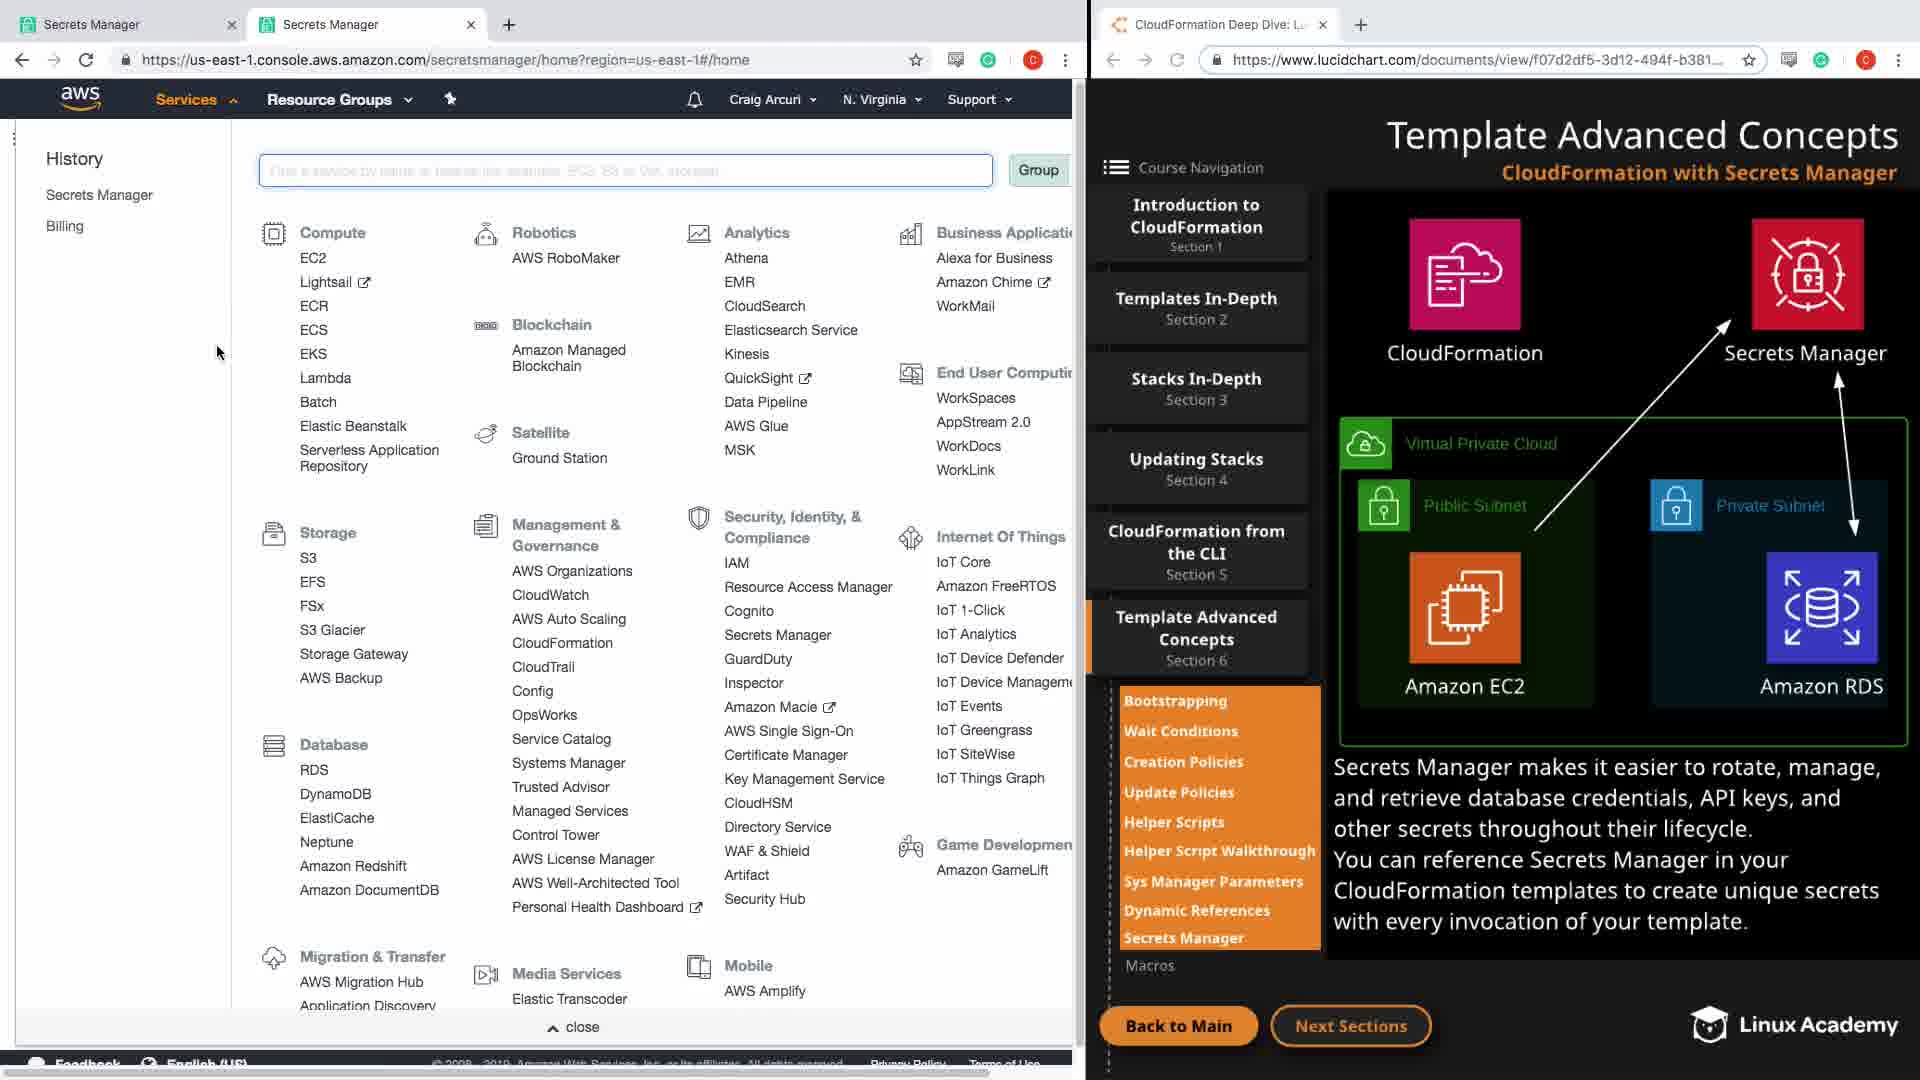 Secrets Manager
Secrets Manager
CloudFormation Deep Dive: Lu
https://us-east-1.console.aws.amazon.com/secretsmanager/home?region=us-east-1#/home
C
https://www.lucidchart.com/documents/view/f07d2df5-3d12-494f-b381...
C
aws
Services
Resource Groups
Craig Arcuri
N. Virginia
Support
History
Secrets Manager
Billing
Group
Compute
EC2
Lightsail
ECR
ECS
EKS
Lambda
Batch
Elastic Beanstalk
Serverless Application
Repository
Storage
S3
EFS
FSx
S3 Glacier
Storage Gateway
AWS Backup
Database
RDS
DynamoDB
ElastiCache
Neptune
Amazon Redshift
Amazon DocumentDB
Migration & Transfer
AWS Migration Hub
Application Discovery
Robotics
AWS RoboMaker
Blockchain
Amazon Managed
Blockchain
Satellite
Ground Station
Management &
Governance
AWS Organizations
CloudWatch
AWS Auto Scaling
CloudFormation
CloudTrail
Config
OpsWorks
Service Catalog
Systems Manager
Trusted Advisor
Managed Services
Control Tower
AWS License Manager
AWS Well-Architected Tool
Personal Health Dashboard
Media Services
Elastic Transcoder
Analytics
Athena
EMR
CloudSearch
Elasticsearch Service
Kinesis
QuickSight
Data Pipeline
AWS Glue
MSK
Security, Identity, &
Compliance
IAM
Resource Access Manager
Cognito
Secrets Manager
GuardDuty
Inspector
Amazon Macie
AWS Single Sign-On
Certificate Manager
Key Management Service
CloudHSM
Directory Service
WAF & Shield
Artifact
Security Hub
Mobile
AWS Amplify
Business Applicatio
Alexa for Business
Amazon Chime
WorkMail
End User Computin
WorkSpaces
AppStream 2.0
WorkDocs
WorkLink
Internet Of Things
IoT Core
Amazon FreeRTOS
IoT 1-Click
IoT Analytics
IoT Device Defender
IoT Device Manageme
IoT Events
IoT Greengrass
IoT SiteWise
IoT Things Graph
Game Developmen
Amazon GameLift
close
Feedback
English (US)
Privacy Policy
Terms of Use
Template Advanced Concepts
CloudFormation with Secrets Manager
Course Navigation
Introduction to
CloudFormation
Section 1
Templates In-Depth
Section 2
Stacks In-Depth
Section 3
Updating Stacks
Section 4
CloudFormation from
the CLI
Section 5
Template Advanced
Concepts
Section 6
Bootstrapping
Wait Conditions
Creation Policies
Update Policies
Helper Scripts
Helper Script Walkthrough
Sys Manager Parameters
Dynamic References
Secrets Manager
Macros
Back to Main
Next Sections
CloudFormation
Secrets Manager
Virtual Private Cloud
Public Subnet
Private Subnet
Amazon EC2
Amazon RDS
Secrets Manager makes it easier to rotate, manage,
and retrieve database credentials, API keys, and
other secrets throughout their lifecycle.
You can reference Secrets Manager in your
CloudFormation templates to create unique secrets
with every invocation of your template.
Linux Academy